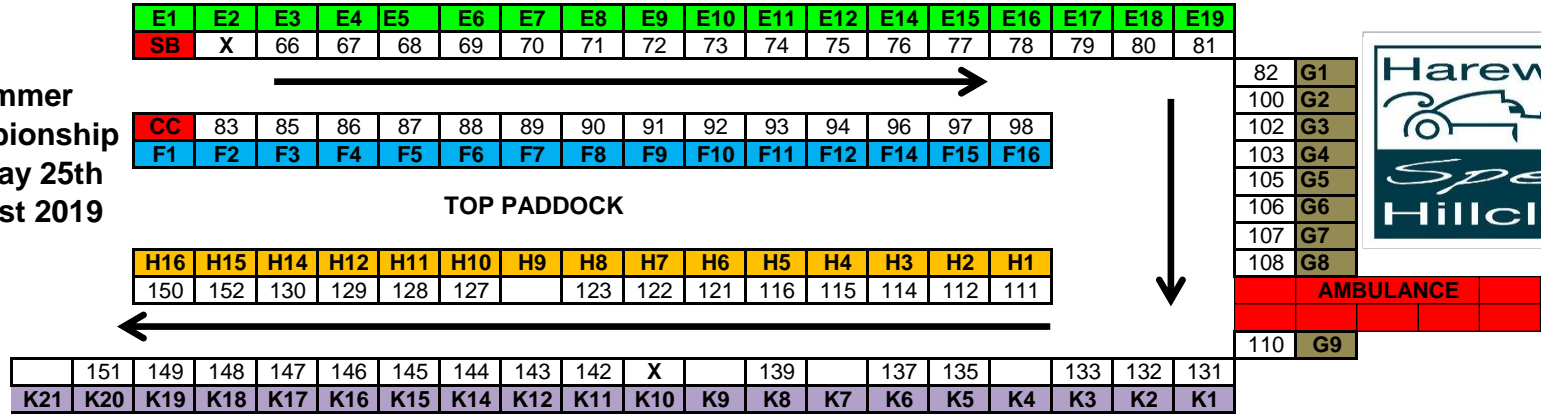 E1 E2 E3 E4 E5 E6 E7 E8 E9 E10 E11 E12 E14 E15 E16 E17 E18 E19
SB X 66 67 68 69 70 71 72 73 74 75 76 77 78 79 80 81
mmer
pionship
ay 25th
st 2019
CC 83 85 86 87 88 89 90 91 92 93 94 96 97 98
F1 F2 F3 F4 F5 F6 F7 F8 F9 F10 F11 F12 F14 F15 F16
TOP PADDOCK
82 G1
100 G2
102 G3
103 G4
105 G5
106 G6
107 G7
108 G8
AMBULANCE
110 G9
Harew
Spe
Hillcl
H16 H15 H14 H12 H11 H10 H9 H8 H7 H6 H5 H4 H3 H2 H1
150 152 130 129 128 127 123 122 121 116 115 114 112 111
151 149 148 147 146 145 144 143 142 X 139 137 135 133 132 131
K21 K20 K19 K18 K17 K16 K15 K14 K12 K11 K10 K9 K8 K7 K6 K5 K4 K3 K2 K1